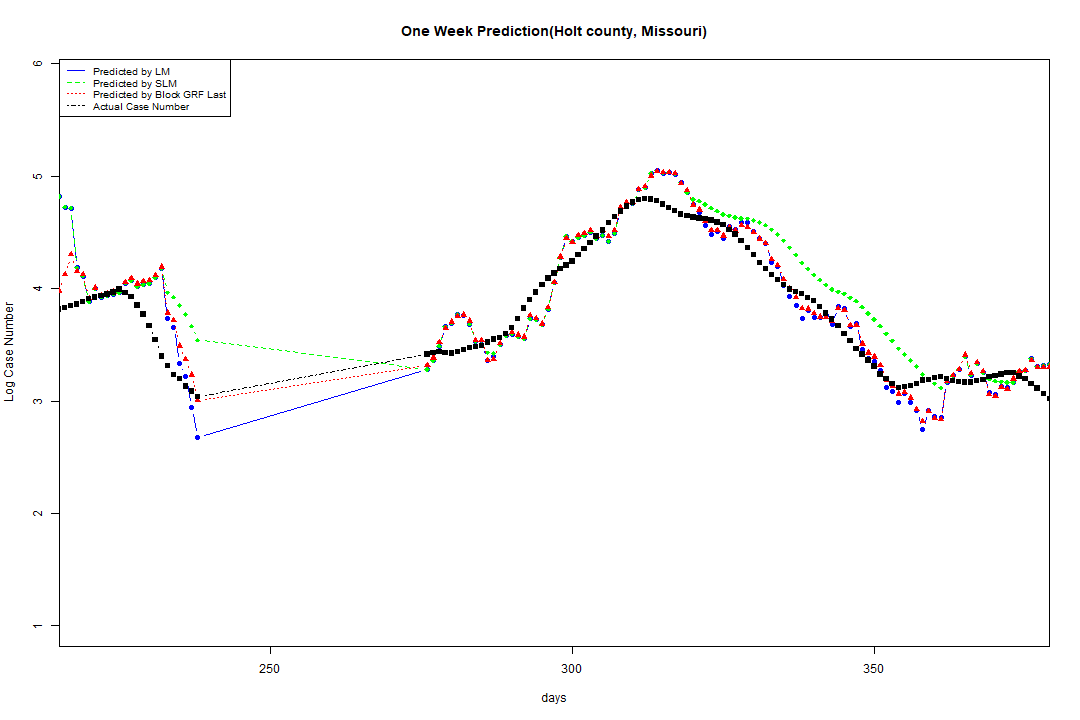 One Week Prediction(Holt county, Missouri)
Predicted by LM
Predicted by SLM
Predicted by Block GRF Last
Actual Case Number
6
5
4
3
2
1
Log Case Number
250 300 350
days